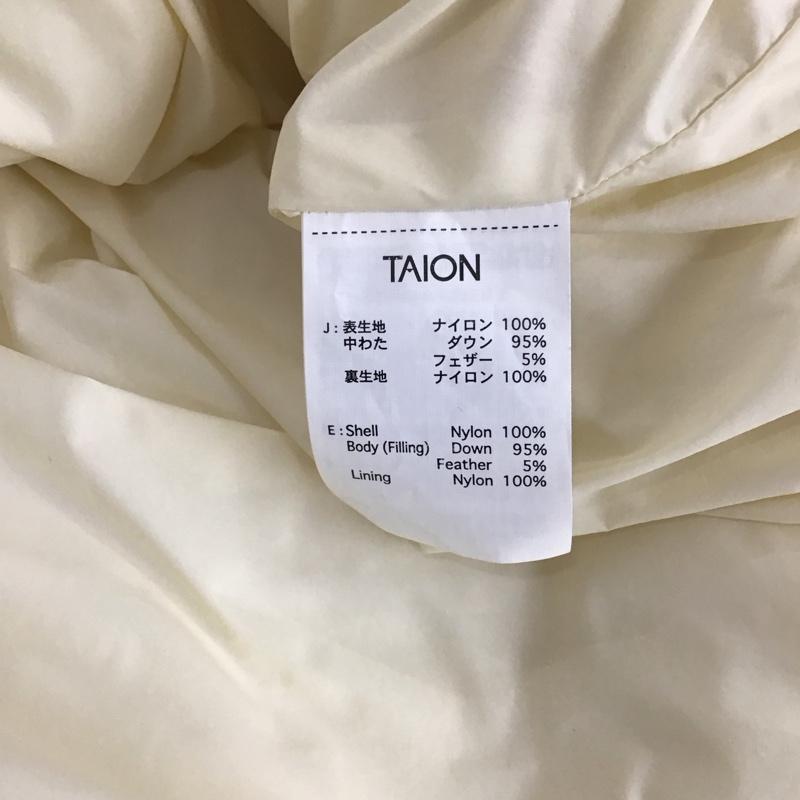 TAION
J : 表生地 ナイロン 100%
中わた ダウン 95%
フェザー 5%
裏生地 ナイロン 100%
E : Shell Nylon 100%
Body (Filling) Down 95%
Feather 5%
Lining Nylon 100%